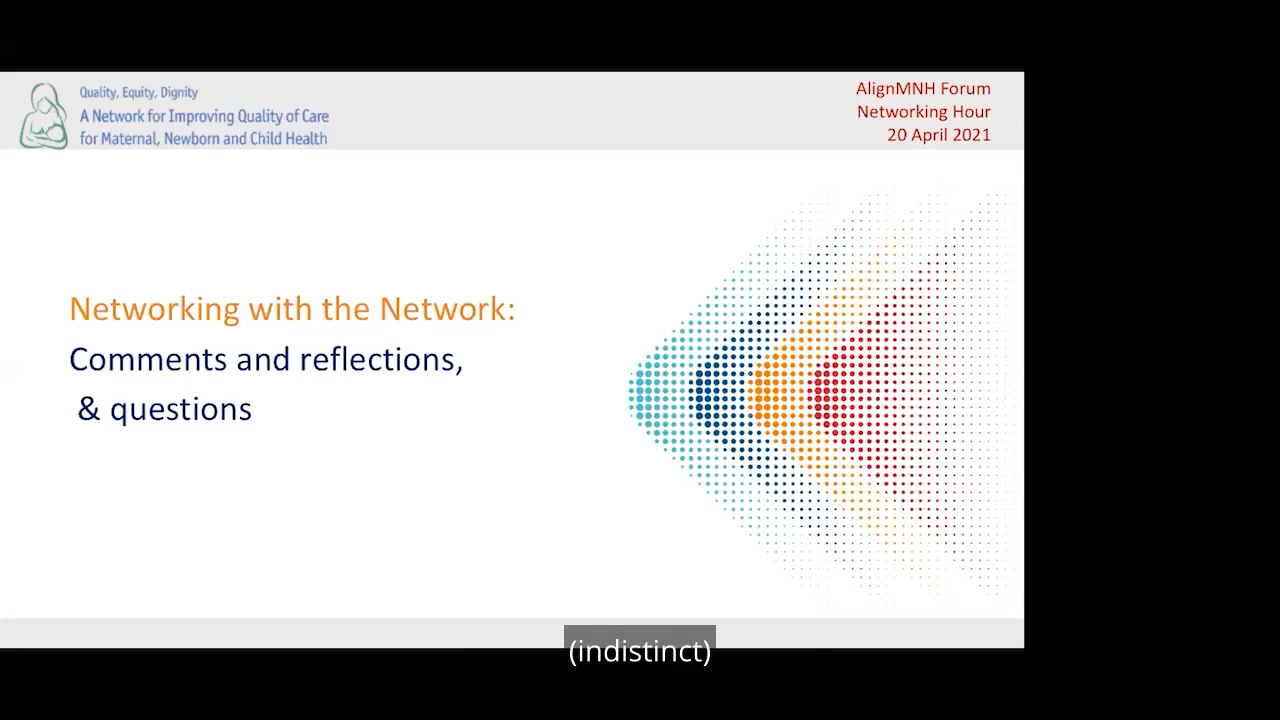 Quality, Equity, Dignity
A Network for Improving Quality of Care
for Maternal, Newborn and Child Health
AlignMNH Forum
Networking Hour
20 April 2021
Networking with the Network:
Comments and reflections,
& questions
(indistinct)